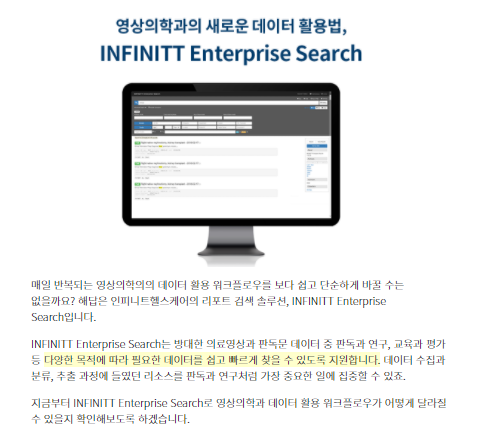 영상의학과의 새로운 데이터 활용법,
INFINITT Enterprise Search
매일 반복되는 영상의학의의 데이터 활용 워크플로우를 보다 쉽고 단순하게 바꿀 수는
없을까요? 해답은 인피니트헬스케어의 리포트 검색 솔루션, INFINITT Enterprise
Search입니다.
INFINITT Enterprise Search는 방대한 의료영상과 판독문 데이터 중 판독과 연구, 교육과 평가
등 다양한 목적에 따라 필요한 데이터를 쉽고 빠르게 찾을 수 있도록 지원합니다. 데이터 수집과
분류, 추출 과정에 들였던 리소스를 판독과 연구처럼 가장 중요한 일에 집중할 수 있죠.
지금부터 INFINITT Enterprise Search로 영상의학과 데이터 활용 워크플로우가 어떻게 달라질
수 있을지 확인해보도록 하겠습니다.